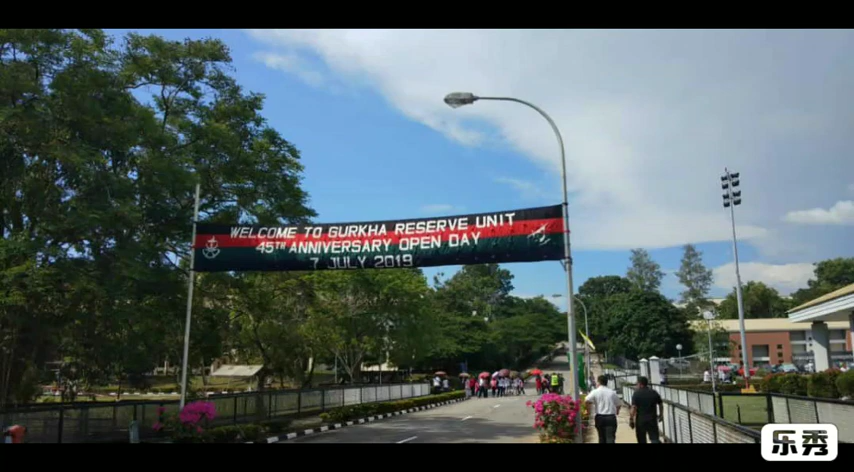 WELCOME TO GURKHA RESERVE UNIT
45TH ANNIVERSARY OPEN DAY
7 JULY 2019
乐秀